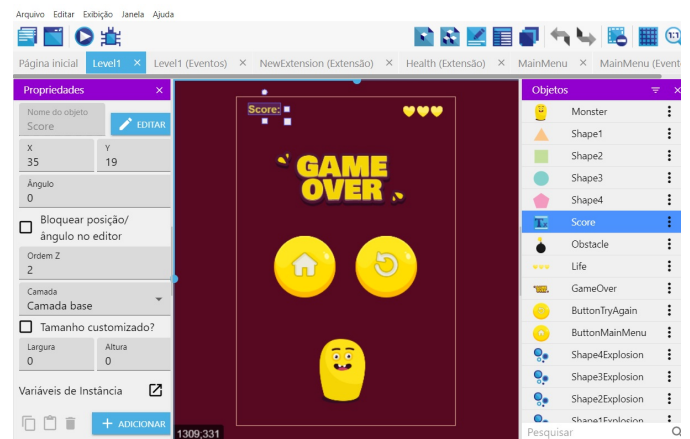 Arquivo Editar Exibição Janela Ajuda
1:1
Página inicial Level1 × Level1 (Eventos) × NewExtension (Extensão) × Health (Extensão) × MainMenu × MainMenu (Event
Propriedades ×
Nome do objeto
Score
EDITAR
X
35
Y
19
Ângulo
0
Bloquear posição/
ângulo no editor
Ordem Z
2
Camada
Camada base
Tamanho customizado?
Largura
0
Altura
0
Variáveis de Instância
+ ADICIONAR
Score:
GAME
OVER
1309;331
Objetos ×
Monster
Shape1
Shape2
Shape3
Shape4
Score
Obstacle
Life
GameOver
ButtonTryAgain
ButtonMainMenu
Shape4Explosion
Shape3Explosion
Shape2Explosion
Shape1Explosion
Pesquisar